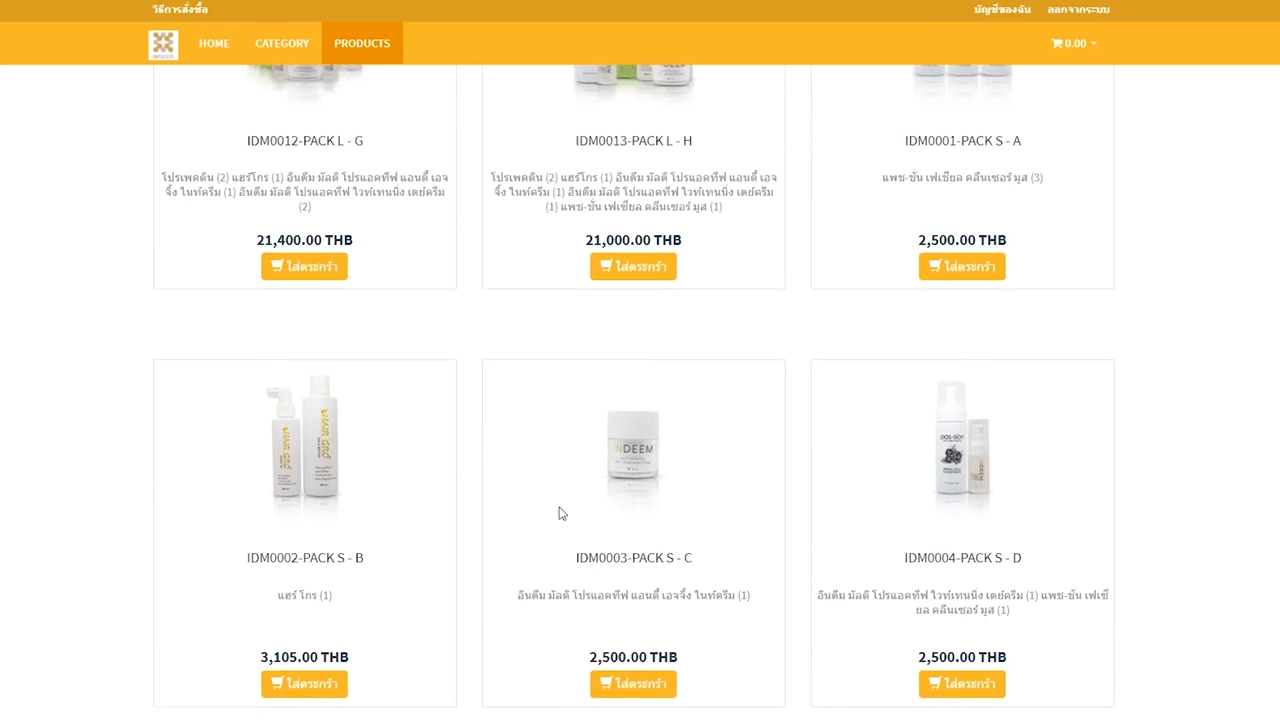 วิธีการสั่งซื้อ
บัญชีของฉัน ออกจากระบบ
HOME CATEGORY PRODUCTS 0.00
IDM0012-PACK L - G
โปรเพคติน (2) แฮร์โกร (1) อินดีม มัลติ โปรแอคทีฟ แอนตี้ เอจ
จิ้ง ไนท์ครีม (1) อินดีม มัลติ โปรแอคทีฟ ไวท์เทนนิ่ง เดย์ครีม
(2)
21,400.00 THB
ใส่ตระกร้า
IDM0013-PACK L - H
โปรเพคติน (2) แฮร์โกร (1) อินดีม มัลติ โปรแอคทีฟ แอนตี้ เอจ
จิ้ง ไนท์ครีม (1) อินดีม มัลติ โปรแอคทีฟ ไวท์เทนนิ่ง เดย์ครีม
(1) แพช-ชั่น เฟเชียล คลีนเซอร์ มูส (1)
21,000.00 THB
ใส่ตระกร้า
IDM0001-PACK S - A
แพช-ชัน เฟเชียล คลีนเซอร์ มูส (3)
2,500.00 THB
ใส่ตระกร้า
HAIR GRO
HAIR GRO
IDM0002-PACK S - B
แฮร์ โกร (1)
3,105.00 THB
ใส่ตระกร้า
INDEEM
IDM0003-PACK S - C
อินดีม มัลติ โปรแอคทีฟ แอนตี้ เอจจิ้ง ไนท์ครีม (1)
2,500.00 THB
ใส่ตระกร้า
pas-sion
INDEEM
IDM0004-PACK S - D
อินดีม มัลติ โปรแอคทีฟ ไวท์เทนนิ่ง เดย์ครีม (1) แพช-ชัน เฟเชี
ยล คลีนเซอร์ มูส (1)
2,500.00 THB
ใส่ตระกร้า